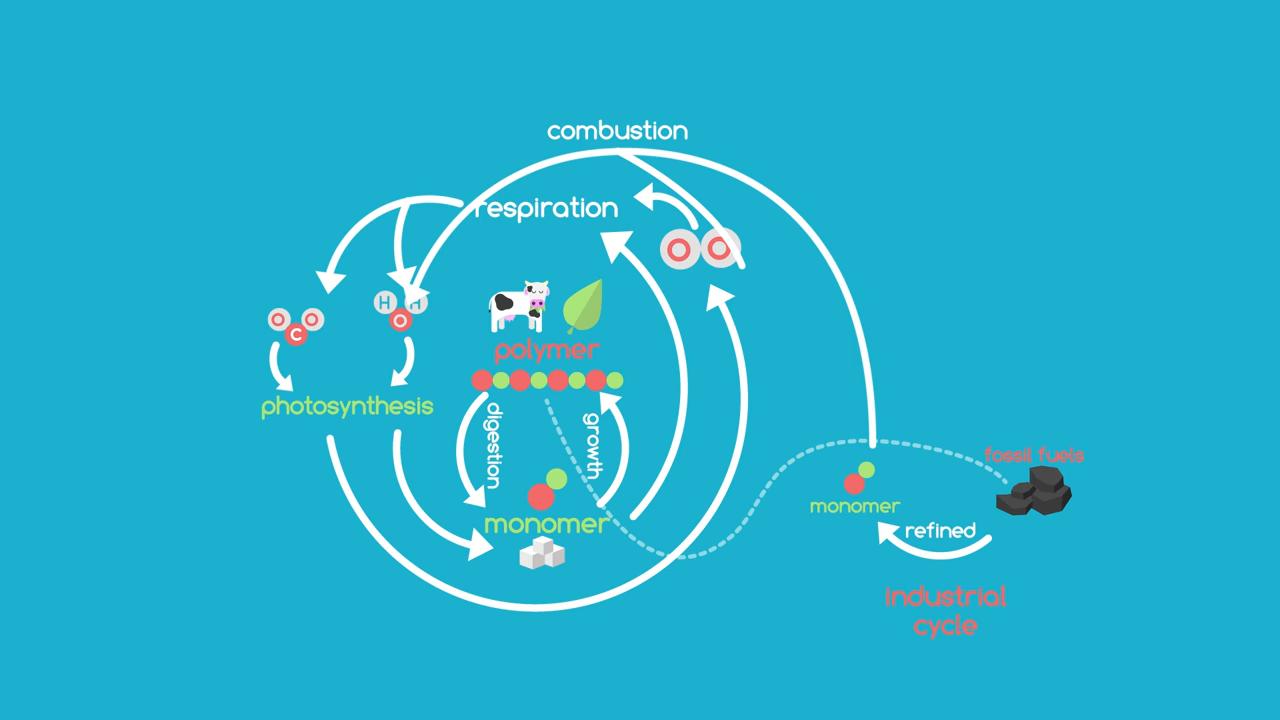 combustion
respiration
O O
O O
C
H H
O
polymer
photosynthesis
digestion
growth
monomer
fossil fuels
monomer
refined
industrial
cycle